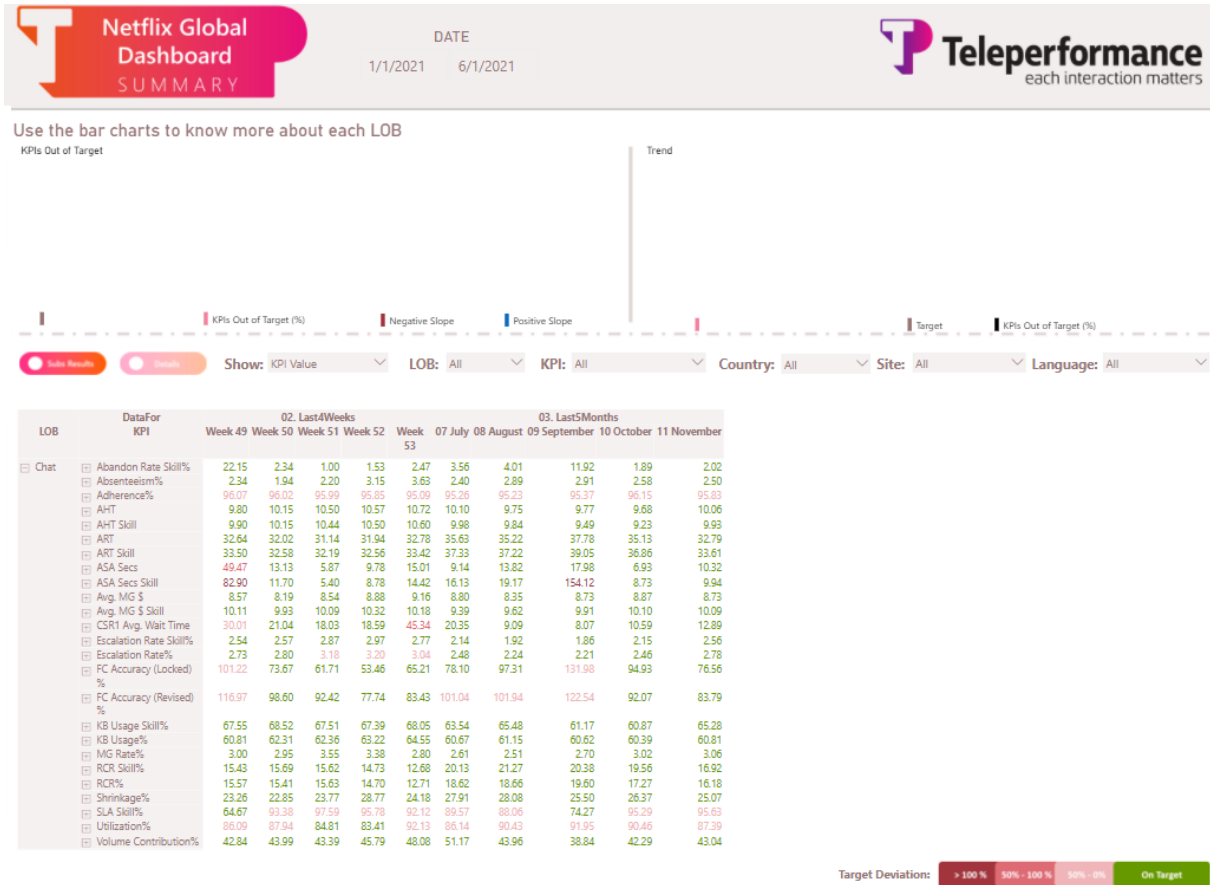 Netflix Global
Dashboard
SUMMARY
DATE
1/1/2021 6/1/2021
Teleperformance
each interaction matters
Use the bar charts to know more about each LOB
KPIs Out of Target
Trend
KPIs Out of Target (%) Negative Slope Positive Slope
Target KPIs Out of Target (%)
Subs Results Details Show: KPI Value LOB: All KPI: All Country: All Site: All Language: All
DataFor 02. Last4Weeks 03. Last5Months
LOB KPI Week 49 Week 50 Week 51 Week 52 Week 53 07 July 08 August 09 September 10 October 11 November
Chat Abandon Rate Skill% 22.15 2.34 1.00 1.53 2.47 3.56 4.01 11.92 1.89 2.02
Absenteeism% 2.34 1.94 2.20 3.15 3.63 2.40 2.89 2.91 2.58 2.50
Adherence% 96.07 96.02 95.99 95.85 95.09 95.26 95.23 95.37 96.15 95.83
AHT 9.80 10.15 10.50 10.57 10.72 10.10 9.75 9.77 9.68 10.06
AHT Skill 9.90 10.15 10.44 10.50 10.60 9.98 9.84 9.49 9.23 9.93
ART 32.64 32.02 31.14 31.94 32.78 35.63 35.22 37.78 35.13 32.79
ART Skill 33.50 32.58 32.19 32.56 33.42 37.33 37.22 39.05 36.86 33.61
ASA Secs 49.47 13.13 5.87 9.78 15.01 9.14 13.82 17.98 6.93 10.32
ASA Secs Skill 82.90 11.70 5.40 8.78 14.42 16.13 19.17 154.12 8.73 9.94
Avg. MG $ 8.57 8.19 8.54 8.88 9.16 8.80 8.35 8.73 8.87 8.73
Avg. MG $ Skill 10.11 9.93 10.09 10.32 10.18 9.39 9.62 9.91 10.10 10.09
CSR1 Avg. Wait Time 30.01 21.04 18.03 18.59 45.34 20.35 9.09 8.07 10.59 12.89
Escalation Rate Skill% 2.54 2.57 2.87 2.97 2.77 2.14 1.92 1.86 2.15 2.56
Escalation Rate% 2.73 2.80 3.18 3.20 3.04 2.48 2.24 2.21 2.46 2.78
FC Accuracy (Locked) % 101.22 73.67 61.71 53.46 65.21 78.10 97.31 131.98 94.93 76.56
FC Accuracy (Revised) % 116.97 98.60 92.42 77.74 83.43 101.04 101.94 122.54 92.07 83.79
KB Usage Skill% 67.55 68.52 67.51 67.39 68.05 63.54 65.48 61.17 60.87 65.28
KB Usage% 60.81 62.31 62.36 63.22 64.55 60.67 61.15 60.62 60.39 60.81
MG Rate% 3.00 2.95 3.55 3.38 2.80 2.61 2.51 2.70 3.02 3.06
RCR Skill% 15.43 15.69 15.62 14.73 12.68 20.13 21.27 20.38 19.56 16.92
RCR% 15.57 15.41 15.63 14.70 12.71 18.62 18.66 19.60 17.27 16.18
Shrinkage% 23.26 22.85 23.77 28.77 24.18 27.91 28.08 25.50 26.37 25.07
SLA Skill% 64.67 93.38 97.59 95.78 92.12 89.57 88.06 74.27 95.29 95.63
Utilization% 86.09 87.94 84.81 83.41 92.13 86.14 90.43 91.95 90.46 87.39
Volume Contribution% 42.84 43.99 43.39 45.79 48.08 51.17 43.96 38.84 42.29 43.04
Target Deviation: > 100 % 50% - 100 % 50% - 0% On Target